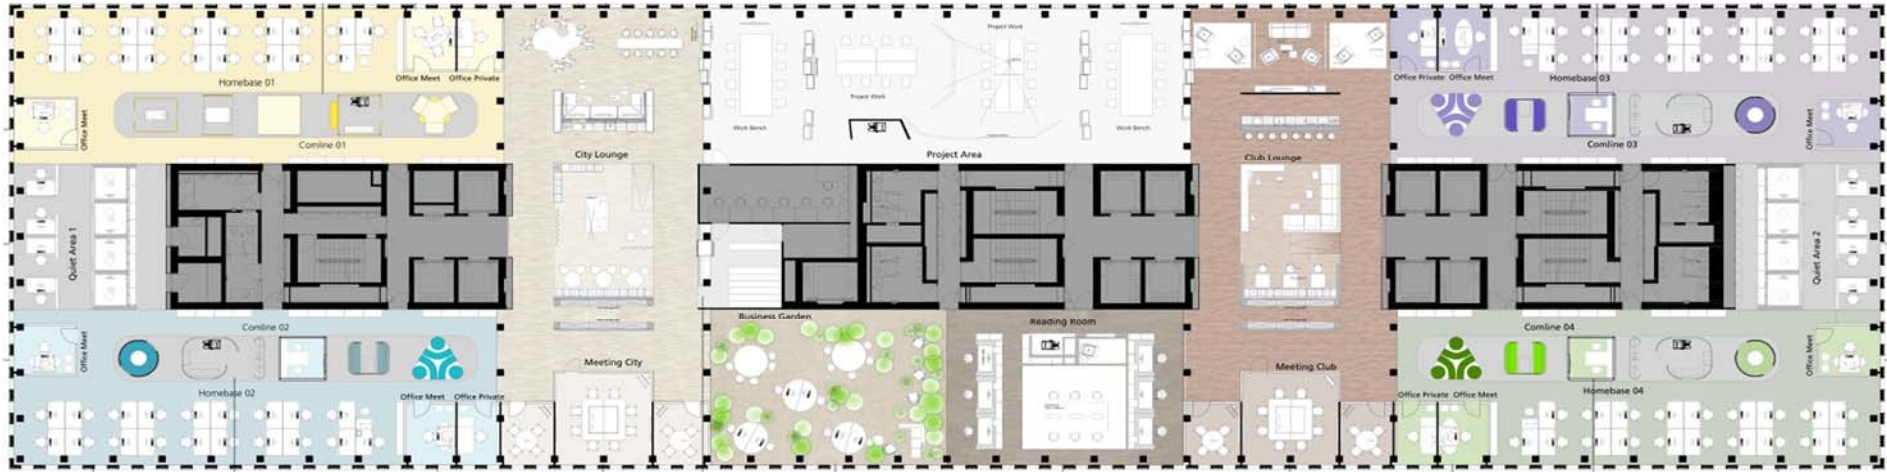 Project Work
Office Meet
Office Private
Office Private
Office Meet
Homebase 01
Homebase 03
Project Work
Office Meet
Work Bench
Work Bench
Office Meet
Comline 01
Comline 03
City Lounge
Project Area
Club Lounge
Quiet Area 1
Quiet Area 2
Business Garden
Reading Room
Comline 02
Comline 04
Office Meet
Meeting City
Meeting Club
Office Meet
Homebase 02
Homebase 04
Office Meet
Office Private
Office Private
Office Meet